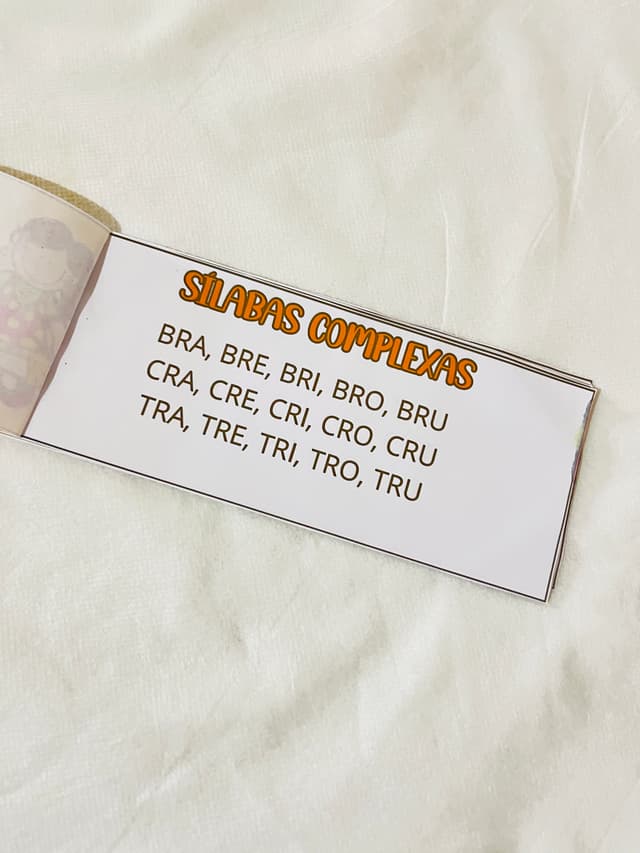 SÍLABAS COMPLEXAS
BRA, BRE, BRI, BRO, BRU
CRA, CRE, CRI, CRO, CRU
TRA, TRE, TRI, TRO, TRU